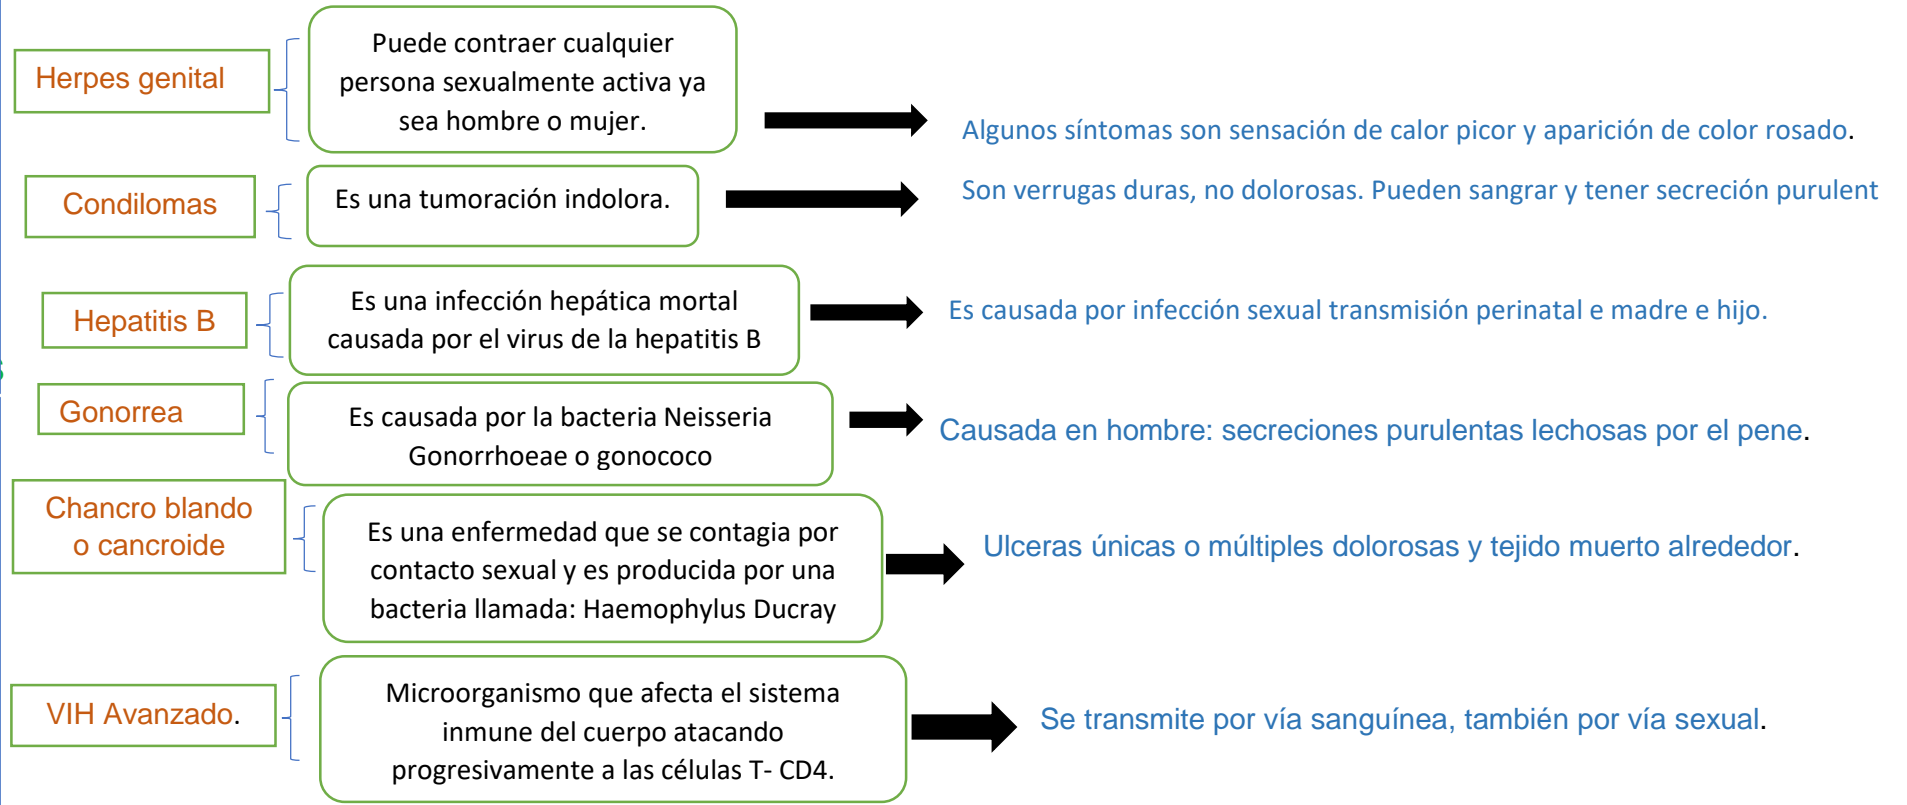 Herpes genital
Puede contraer cualquier
persona sexualmente activa ya
sea hombre o mujer.
Algunos síntomas son sensación de calor picor y aparición de color rosado.
Condilomas
Es una tumoración indolora.
Son verrugas duras, no dolorosas. Pueden sangrar y tener secreción purulent
Hepatitis B
Es una infección hepática mortal
causada por el virus de la hepatitis B
Es causada por infección sexual transmisión perinatal e madre e hijo.
Gonorrea
Es causada por la bacteria Neisseria
Gonorrhoeae o gonococo
Causada en hombre: secreciones purulentas lechosas por el pene.
Chancro blando
o cancroide
Es una enfermedad que se contagia por
contacto sexual y es producida por una
bacteria llamada: Haemophylus Ducray
Ulceras únicas o múltiples dolorosas y tejido muerto alrededor.
VIH Avanzado.
Microorganismo que afecta el sistema
inmune del cuerpo atacando
progresivamente a las células T- CD4.
Se transmite por vía sanguínea, también por vía sexual.